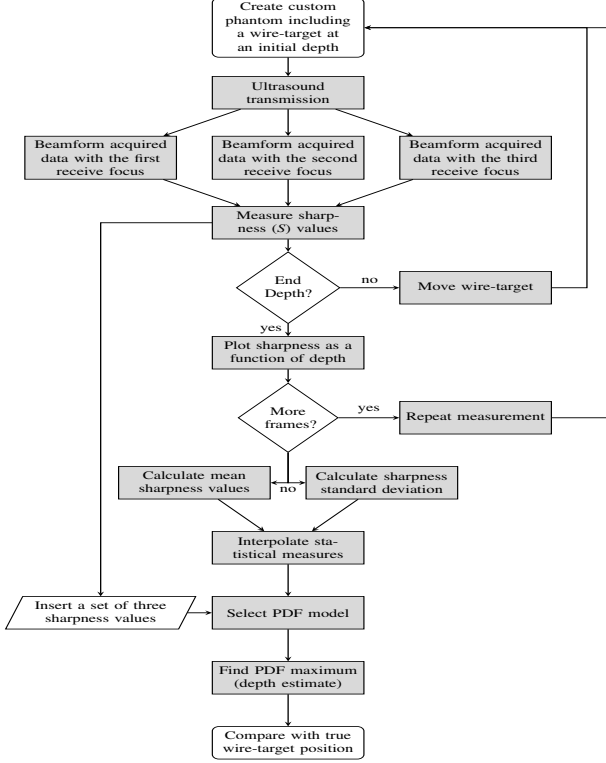 Create custom
phantom including
a wire-target at
an initial depth
Ultrasound
transmission
Beamform acquired
data with the first
receive focus
Beamform acquired
data with the second
receive focus
Beamform acquired
data with the third
receive focus
Measure sharp-
ness (S) values
End
Depth?
no
Move wire-target
yes
Plot sharpness as a
function of depth
More
frames?
yes
Repeat measurement
Calculate mean
sharpness values
no
Calculate sharpness
standard deviation
Interpolate sta-
tistical measures
Insert a set of three
sharpness values
Select PDF model
Find PDF maximum
(depth estimate)
Compare with true
wire-target position